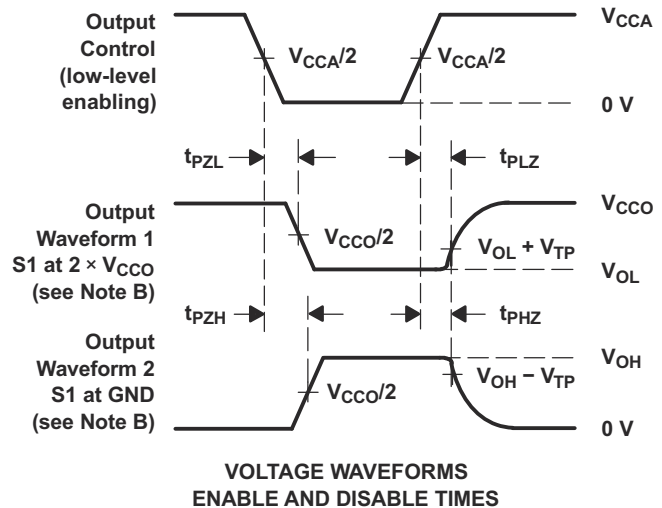 Output
Control
(low-level
enabling)
V_CCA/2
V_CCA/2
V_CCA
0 V
t_PZL
t_PLZ
Output
Waveform 1
S1 at 2 × V_CCO
(see Note B)
V_CCO/2
V_CCO
V_OL + V_TP
V_OL
t_PZH
t_PHZ
Output
Waveform 2
S1 at GND
(see Note B)
V_CCO/2
V_OH
V_OH − V_TP
0 V
VOLTAGE WAVEFORMS
ENABLE AND DISABLE TIMES